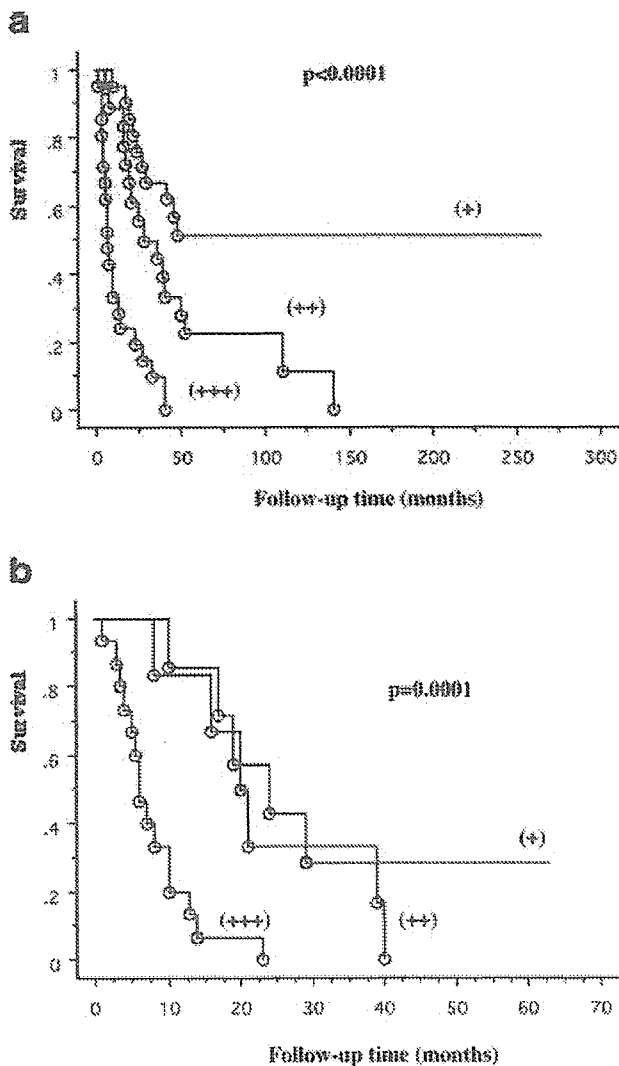 a
p<0.0001
1
.8
.6
.4
.2
0
Survival
(+)
(++)
(+++)
0 50 100 150 200 250 300
Follow-up time (months)
b
p=0.0001
1
.8
.6
.4
.2
0
Survival
(+)
(+++)
(++)
0 10 20 30 40 50 60 70
Follow-up time (months)